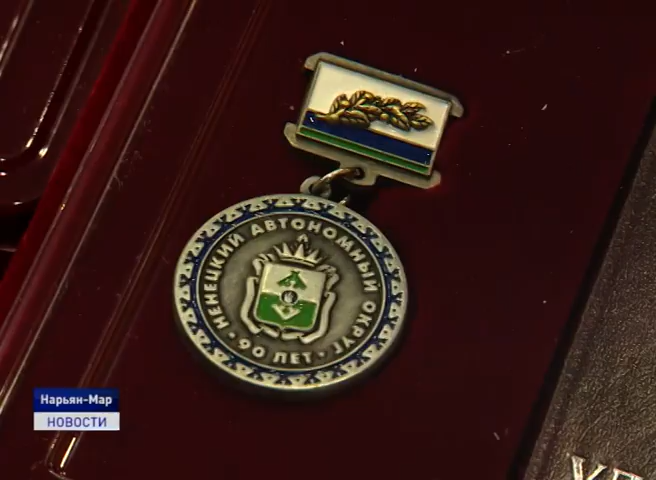 НЕНЕЦКИЙ АВТОНОМНЫЙ ОКРУГ
• 90 ЛЕТ •
Нарьян-Мар
НОВОСТИ